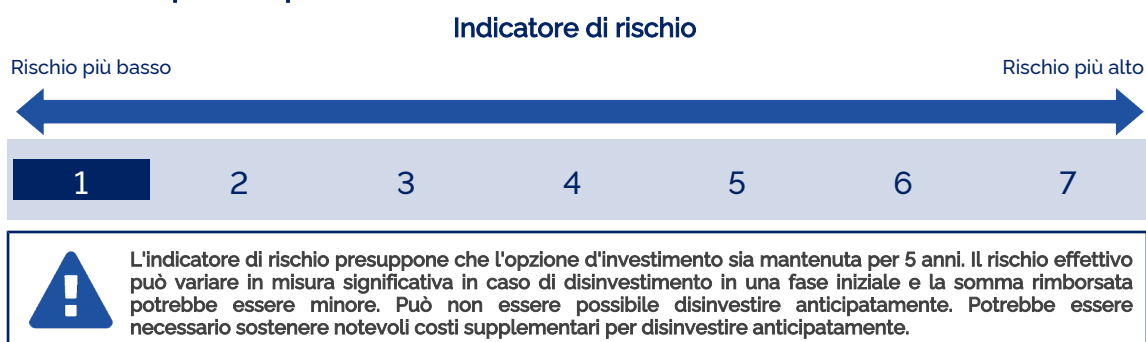 Indicatore di rischio
Rischio più basso
Rischio più alto
1 2 3 4 5 6 7
L'indicatore di rischio presuppone che l'opzione d'investimento sia mantenuta per 5 anni. Il rischio effettivo
può variare in misura significativa in caso di disinvestimento in una fase iniziale e la somma rimborsata
potrebbe essere minore. Può non essere possibile disinvestire anticipatamente. Potrebbe essere
necessario sostenere notevoli costi supplementari per disinvestire anticipatamente.